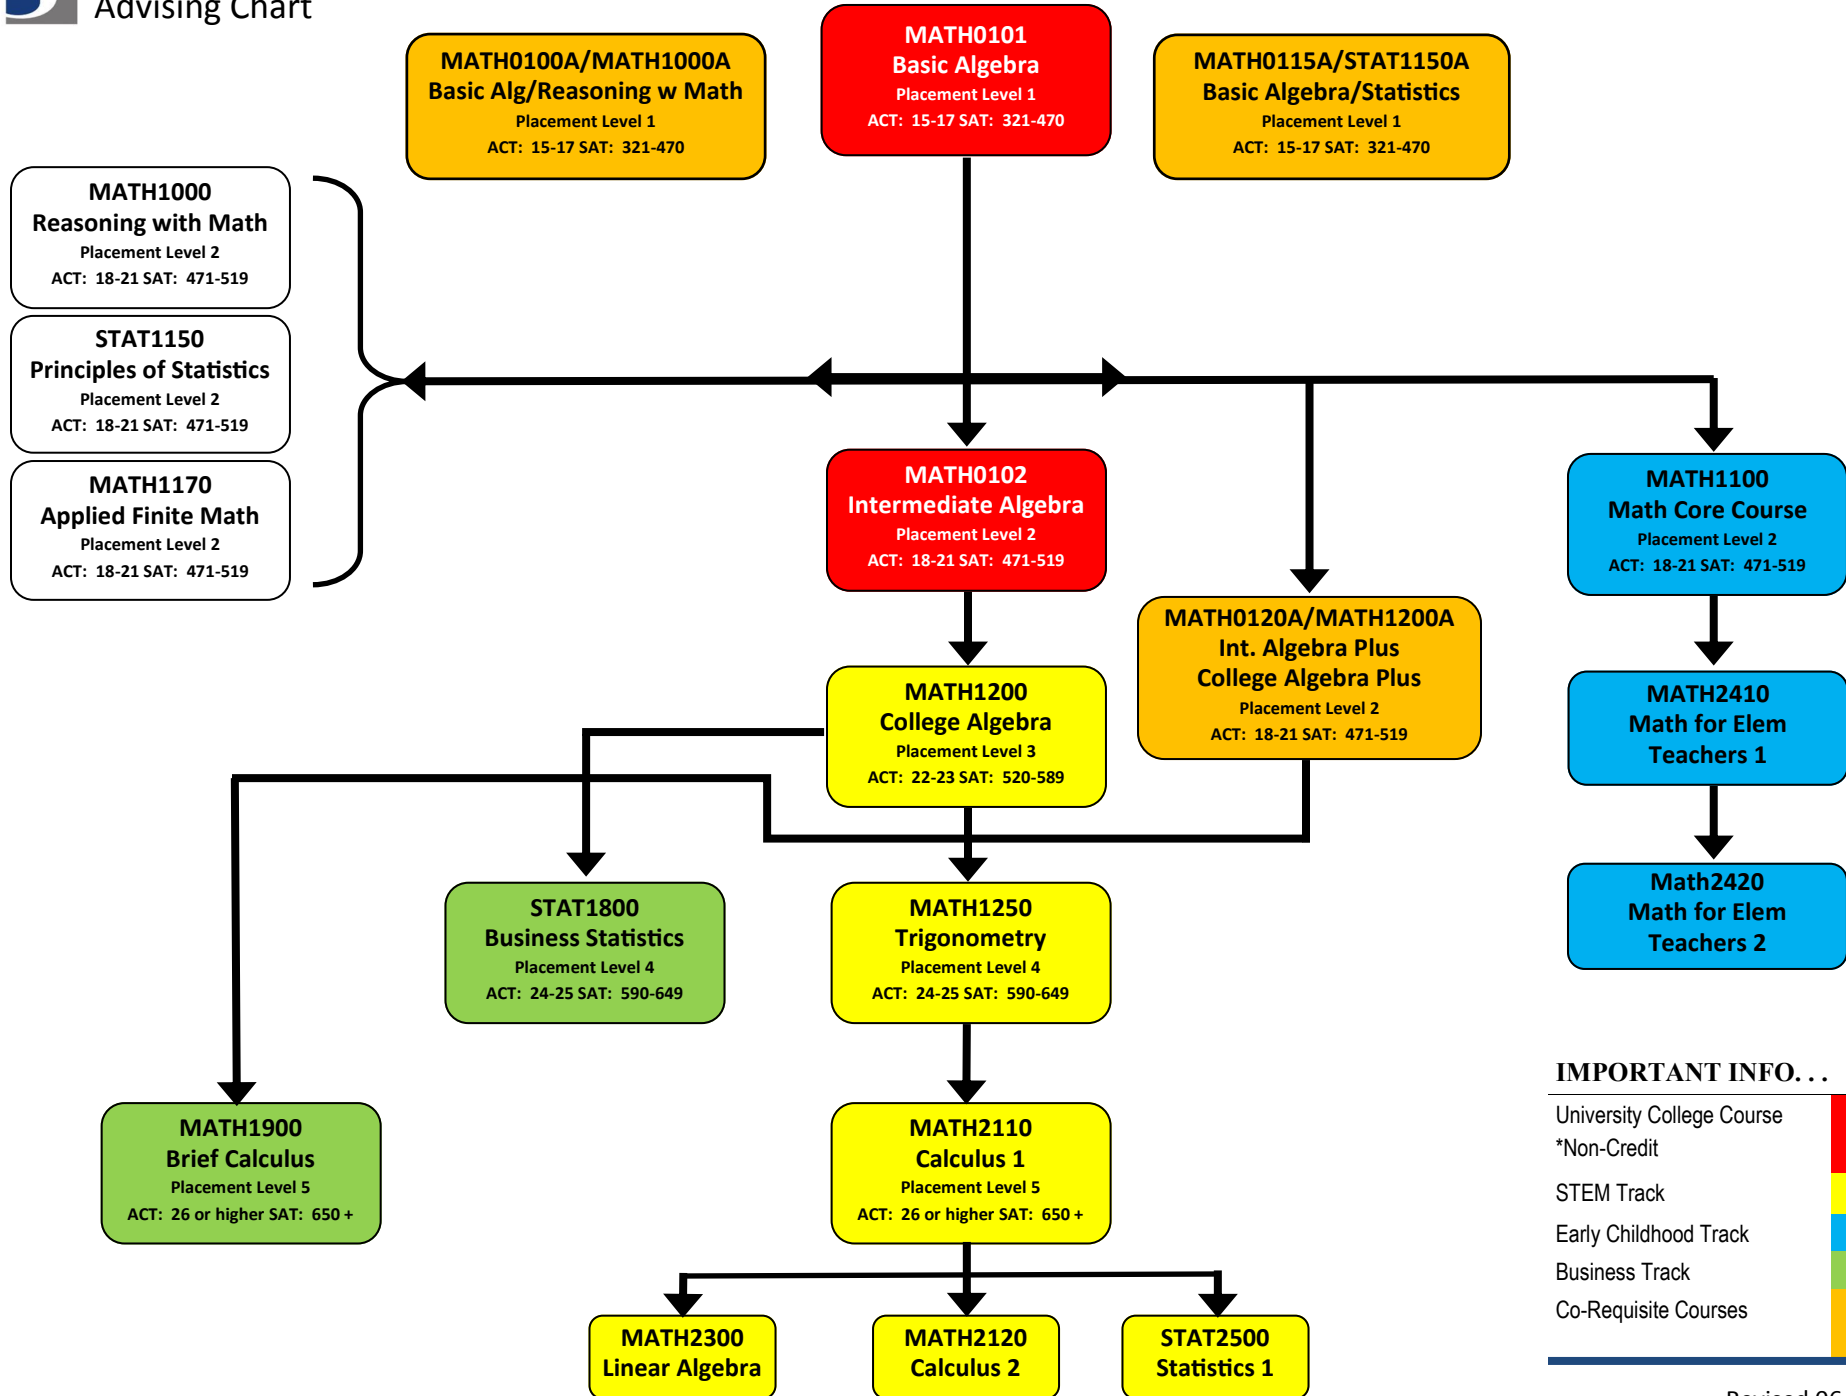 Advising Chart
MATH0100A/MATH1000A
Basic Alg/Reasoning w Math
Placement Level 1
ACT: 15-17 SAT: 321-470
MATH0101
Basic Algebra
Placement Level 1
ACT: 15-17 SAT: 321-470
MATH0115A/STAT1150A
Basic Algebra/Statistics
Placement Level 1
ACT: 15-17 SAT: 321-470
MATH1000
Reasoning with Math
Placement Level 2
ACT: 18-21 SAT: 471-519
STAT1150
Principles of Statistics
Placement Level 2
ACT: 18-21 SAT: 471-519
MATH1170
Applied Finite Math
Placement Level 2
ACT: 18-21 SAT: 471-519
MATH0102
Intermediate Algebra
Placement Level 2
ACT: 18-21 SAT: 471-519
MATH1100
Math Core Course
Placement Level 2
ACT: 18-21 SAT: 471-519
MATH0120A/MATH1200A
Int. Algebra Plus
College Algebra Plus
Placement Level 2
ACT: 18-21 SAT: 471-519
MATH1200
College Algebra
Placement Level 3
ACT: 22-23 SAT: 520-589
MATH2410
Math for Elem
Teachers 1
Math2420
Math for Elem
Teachers 2
STAT1800
Business Statistics
Placement Level 4
ACT: 24-25 SAT: 590-649
MATH1250
Trigonometry
Placement Level 4
ACT: 24-25 SAT: 590-649
MATH1900
Brief Calculus
Placement Level 5
ACT: 26 or higher SAT: 650 +
MATH2110
Calculus 1
Placement Level 5
ACT: 26 or higher SAT: 650 +
MATH2300
Linear Algebra
MATH2120
Calculus 2
STAT2500
Statistics 1
IMPORTANT INFO. . .
University College Course
*Non-Credit
STEM Track
Early Childhood Track
Business Track
Co-Requisite Courses